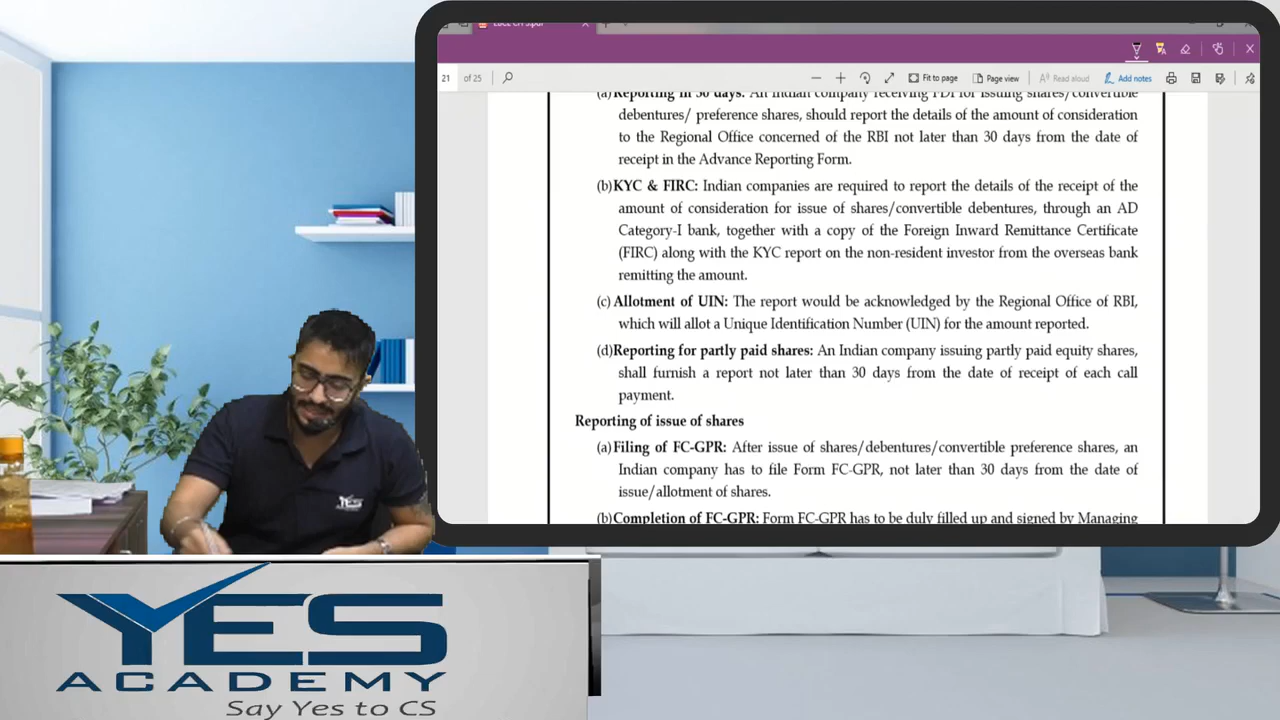 21 of 25
Fit to page
Page view
Read aloud
Add notes
(a) Reporting in 30 days: An Indian company receiving FDI for issuing shares/convertible
debentures/ preference shares, should report the details of the amount of consideration
to the Regional Office concerned of the RBI not later than 30 days from the date of
receipt in the Advance Reporting Form.
(b)KYC & FIRC: Indian companies are required to report the details of the receipt of the
amount of consideration for issue of shares/convertible debentures, through an AD
Category-I bank, together with a copy of the Foreign Inward Remittance Certificate
(FIRC) along with the KYC report on the non-resident investor from the overseas bank
remitting the amount.
(c) Allotment of UIN: The report would be acknowledged by the Regional Office of RBI,
which will allot a Unique Identification Number (UIN) for the amount reported.
(d)Reporting for partly paid shares: An Indian company issuing partly paid equity shares,
shall furnish a report not later than 30 days from the date of receipt of each call
payment.
Reporting of issue of shares
(a)Filing of FC-GPR: After issue of shares/debentures/convertible preference shares, an
Indian company has to file Form FC-GPR, not later than 30 days from the date of
issue/allotment of shares.
(b)Completion of FC-GPR: Form FC-GPR has to be duly filled up and signed by Managing
YES
YES
ACADEMY
Say Yes to CS